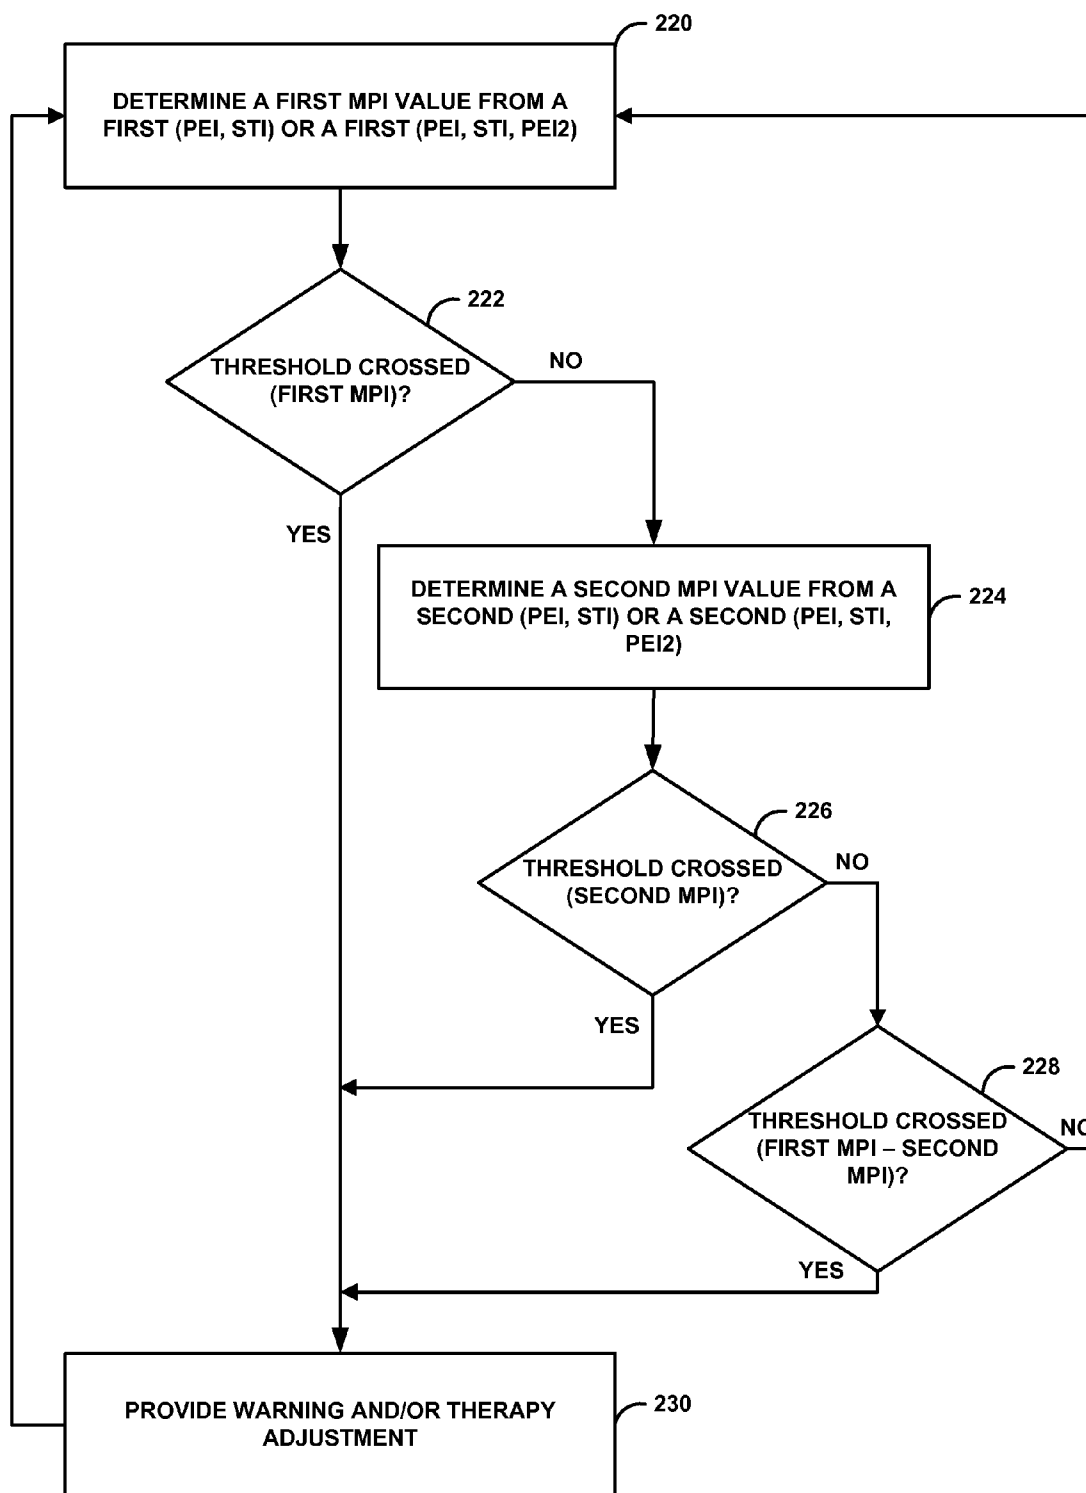 220
DETERMINE A FIRST MPI VALUE FROM A
FIRST (PEI, STI) OR A FIRST (PEI, STI, PEI2)
222
THRESHOLD CROSSED
(FIRST MPI)?
NO
YES
DETERMINE A SECOND MPI VALUE FROM A
SECOND (PEI, STI) OR A SECOND (PEI, STI,
PEI2)
224
226
THRESHOLD CROSSED
(SECOND MPI)?
NO
YES
228
THRESHOLD CROSSED
(FIRST MPI – SECOND
MPI)?
NO
YES
PROVIDE WARNING AND/OR THERAPY
ADJUSTMENT
230